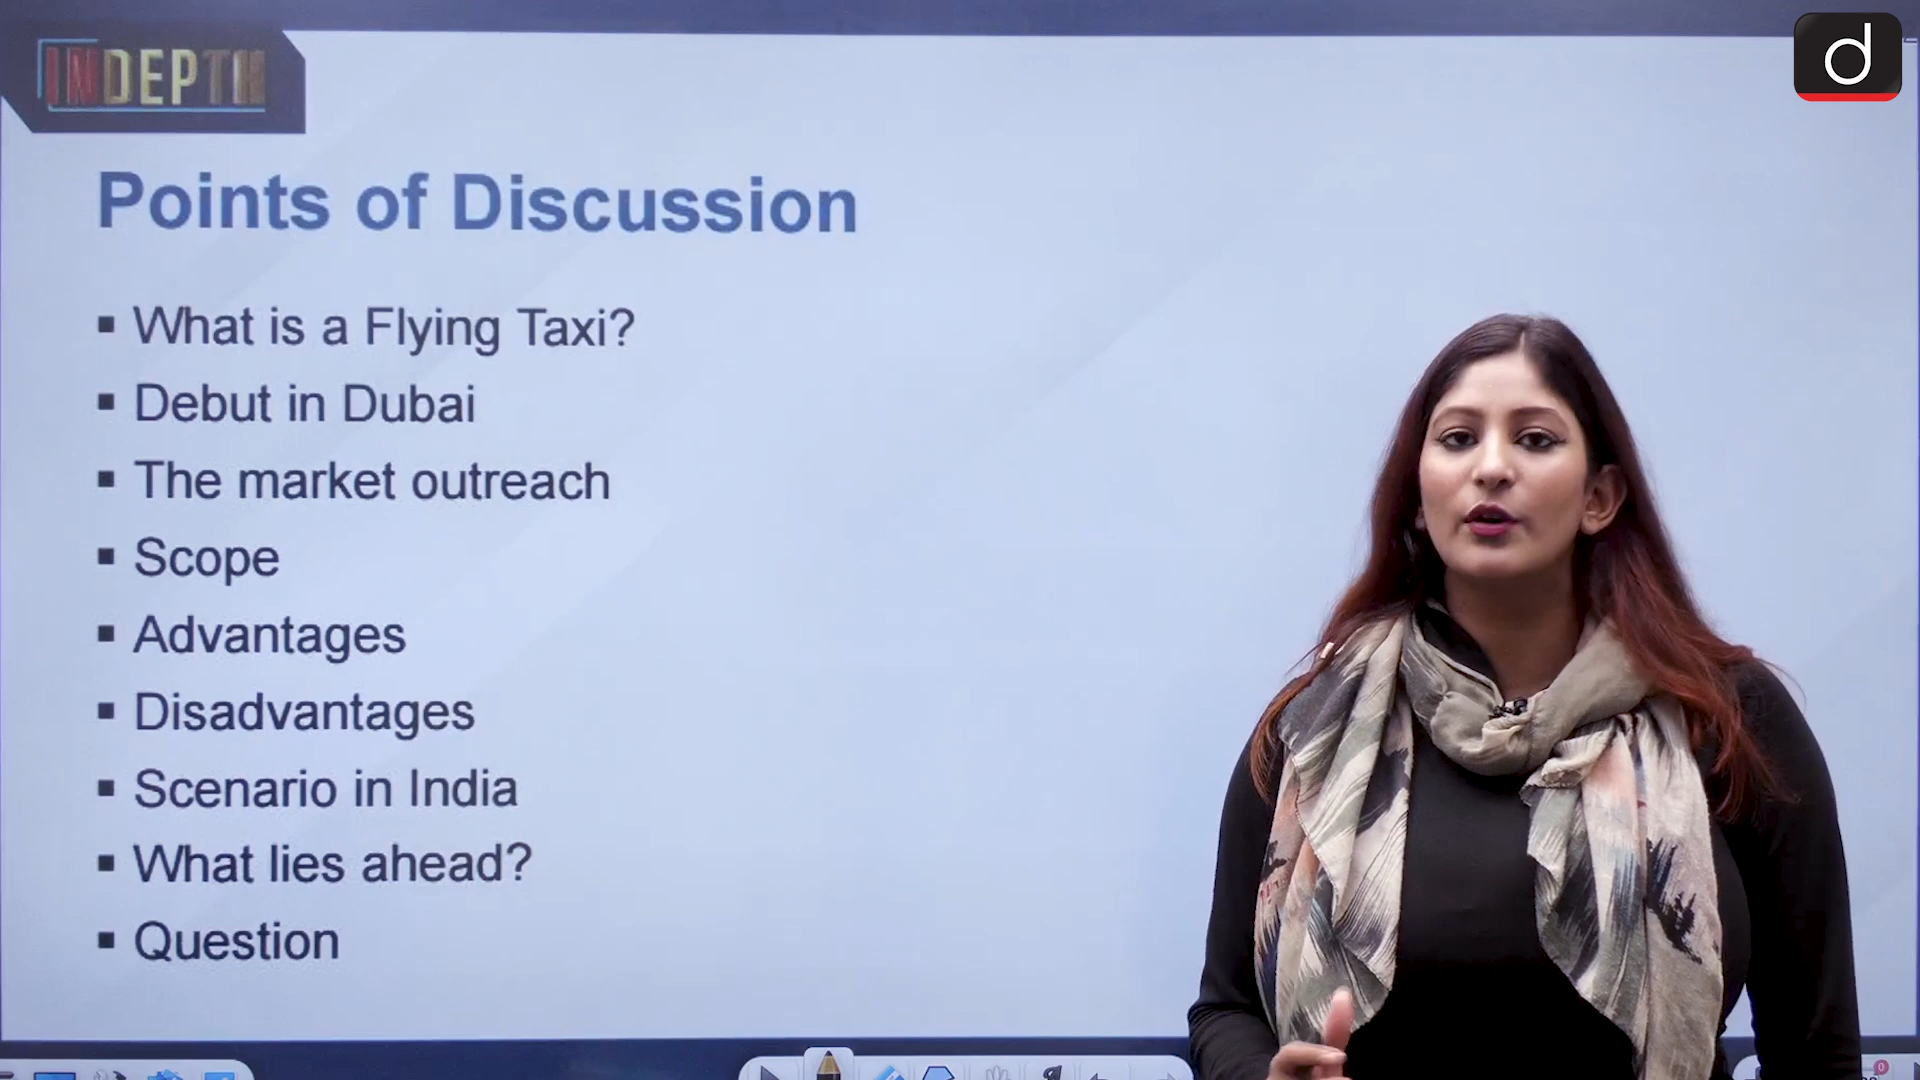 INDEPTH
d
Points of Discussion
▪ What is a Flying Taxi?
▪ Debut in Dubai
▪ The market outreach
▪ Scope
▪ Advantages
▪ Disadvantages
▪ Scenario in India
▪ What lies ahead?
▪ Question